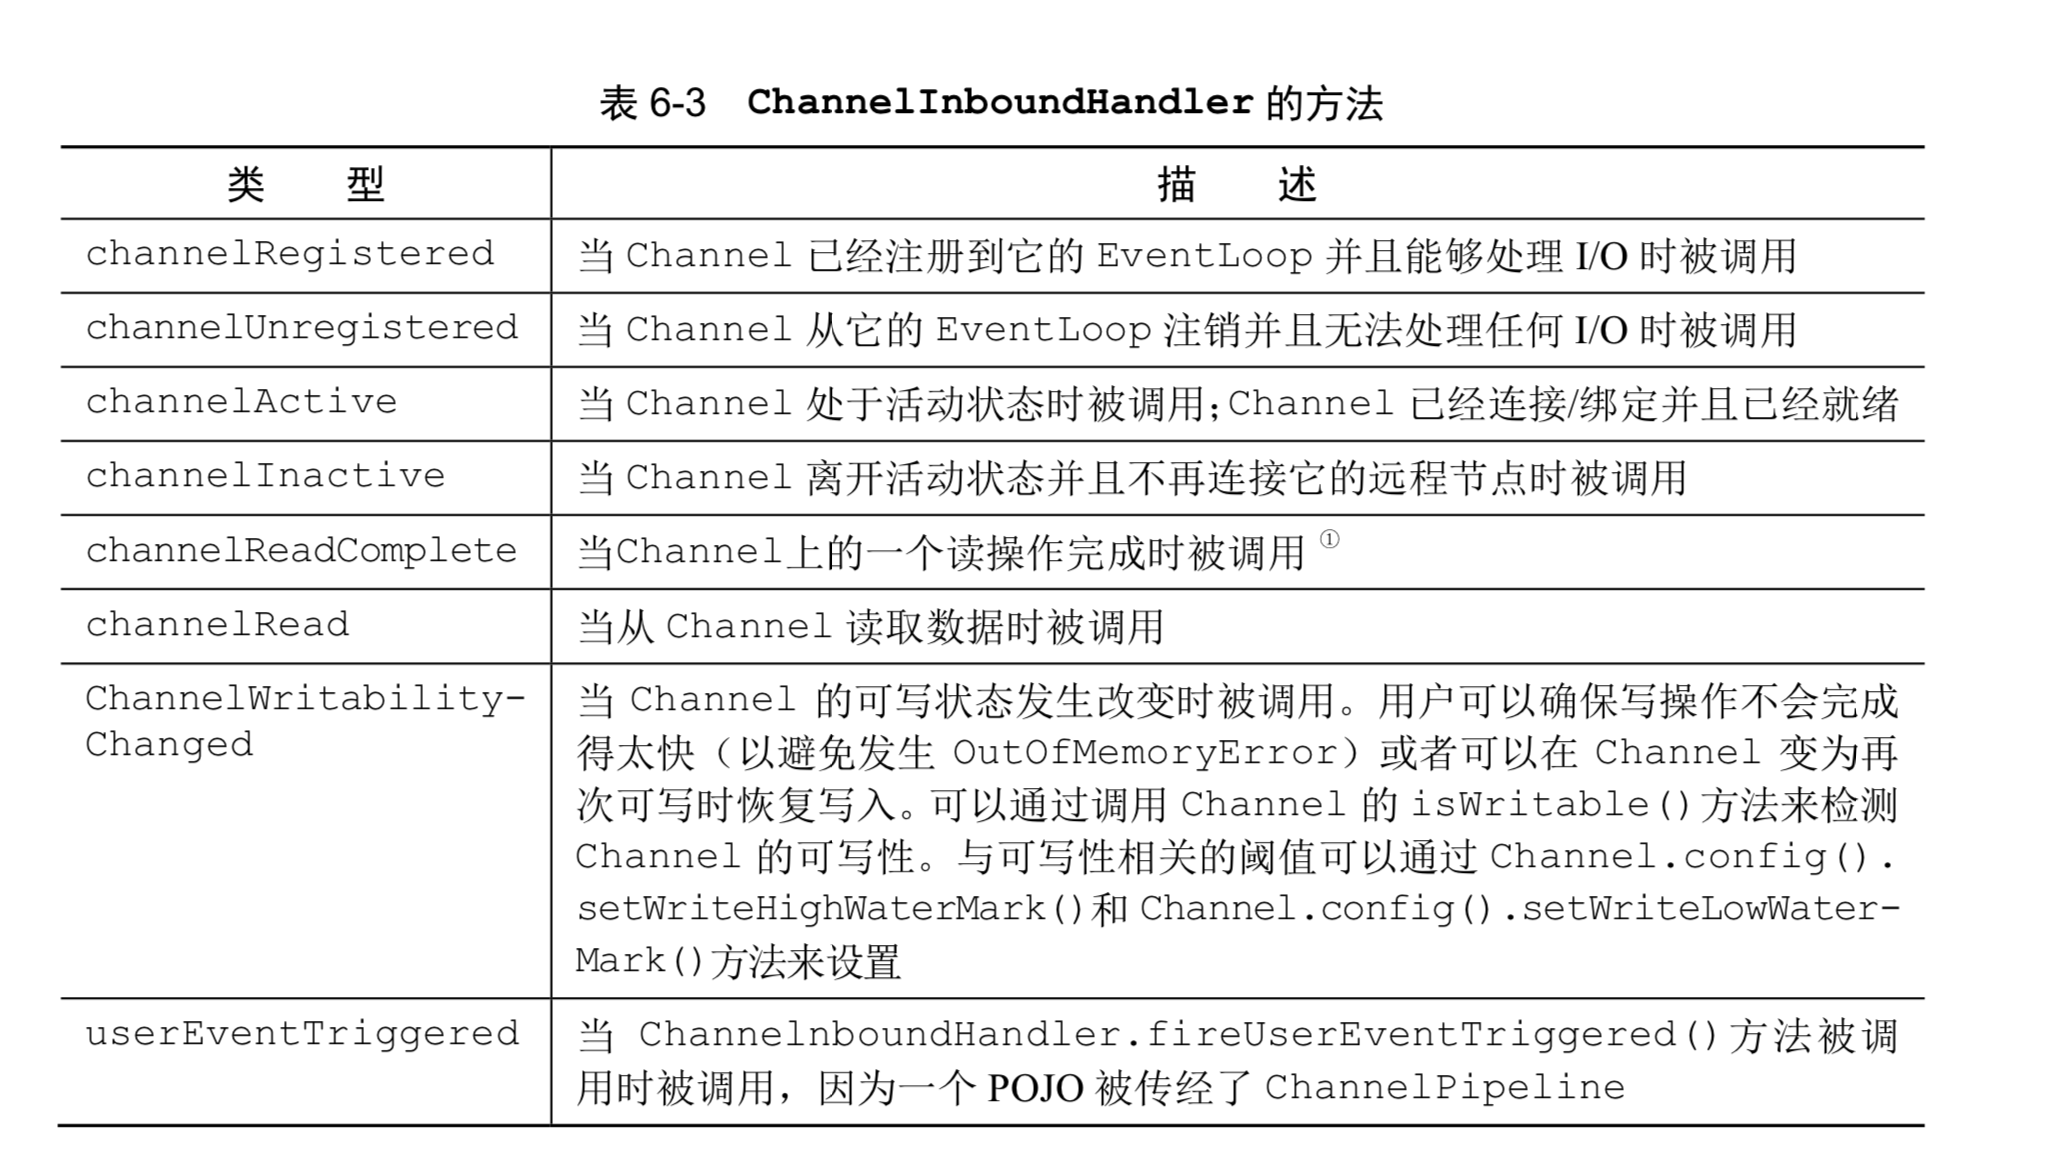 表 6-3 ChannelInboundHandler 的方法
类 型
描 述
channelRegistered
当 Channel 已经注册到它的 EventLoop 并且能够处理 I/O 时被调用
channelUnregistered
当 Channel 从它的 EventLoop 注销并且无法处理任何 I/O 时被调用
channelActive
当 Channel 处于活动状态时被调用;Channel 已经连接/绑定并且已经就绪
channelInactive
当 Channel 离开活动状态并且不再连接它的远程节点时被调用
channelReadComplete
当Channel上的一个读操作完成时被调用 ①
channelRead
当从 Channel 读取数据时被调用
ChannelWritability-
Changed
当 Channel 的可写状态发生改变时被调用。用户可以确保写操作不会完成
得太快（以避免发生 OutOfMemoryError）或者可以在 Channel 变为再
次可写时恢复写入。可以通过调用 Channel 的 isWritable()方法来检测
Channel 的可写性。与可写性相关的阈值可以通过 Channel.config().
setWriteHighWaterMark()和 Channel.config().setWriteLowWater-
Mark()方法来设置
userEventTriggered
当 ChannelnboundHandler.fireUserEventTriggered()方法被调
用时被调用，因为一个 POJO 被传经了 ChannelPipeline